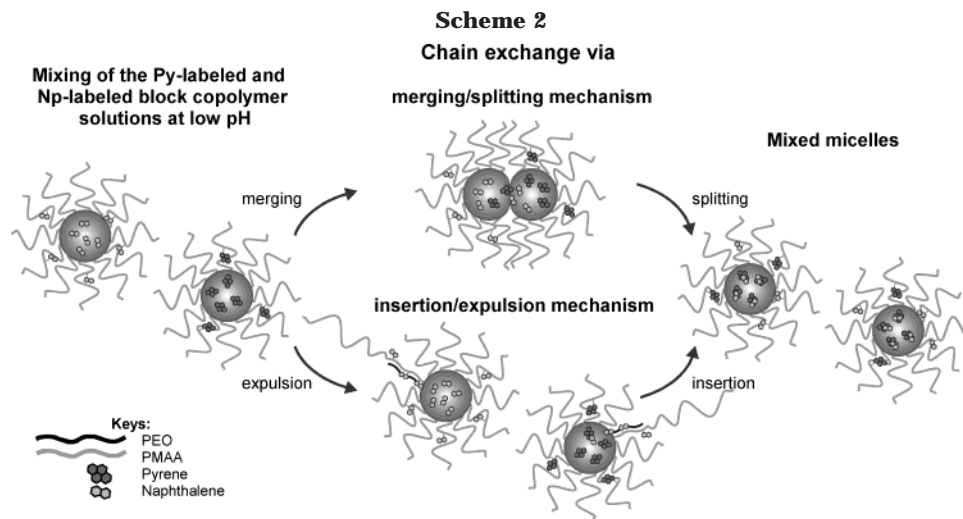 Scheme 2
Chain exchange via
Mixing of the Py-labeled and
Np-labeled block copolymer
solutions at low pH
merging/splitting mechanism
Mixed micelles
merging
splitting
insertion/expulsion mechanism
expulsion
insertion
Keys:
PEO
PMAA
Pyrene
Naphthalene